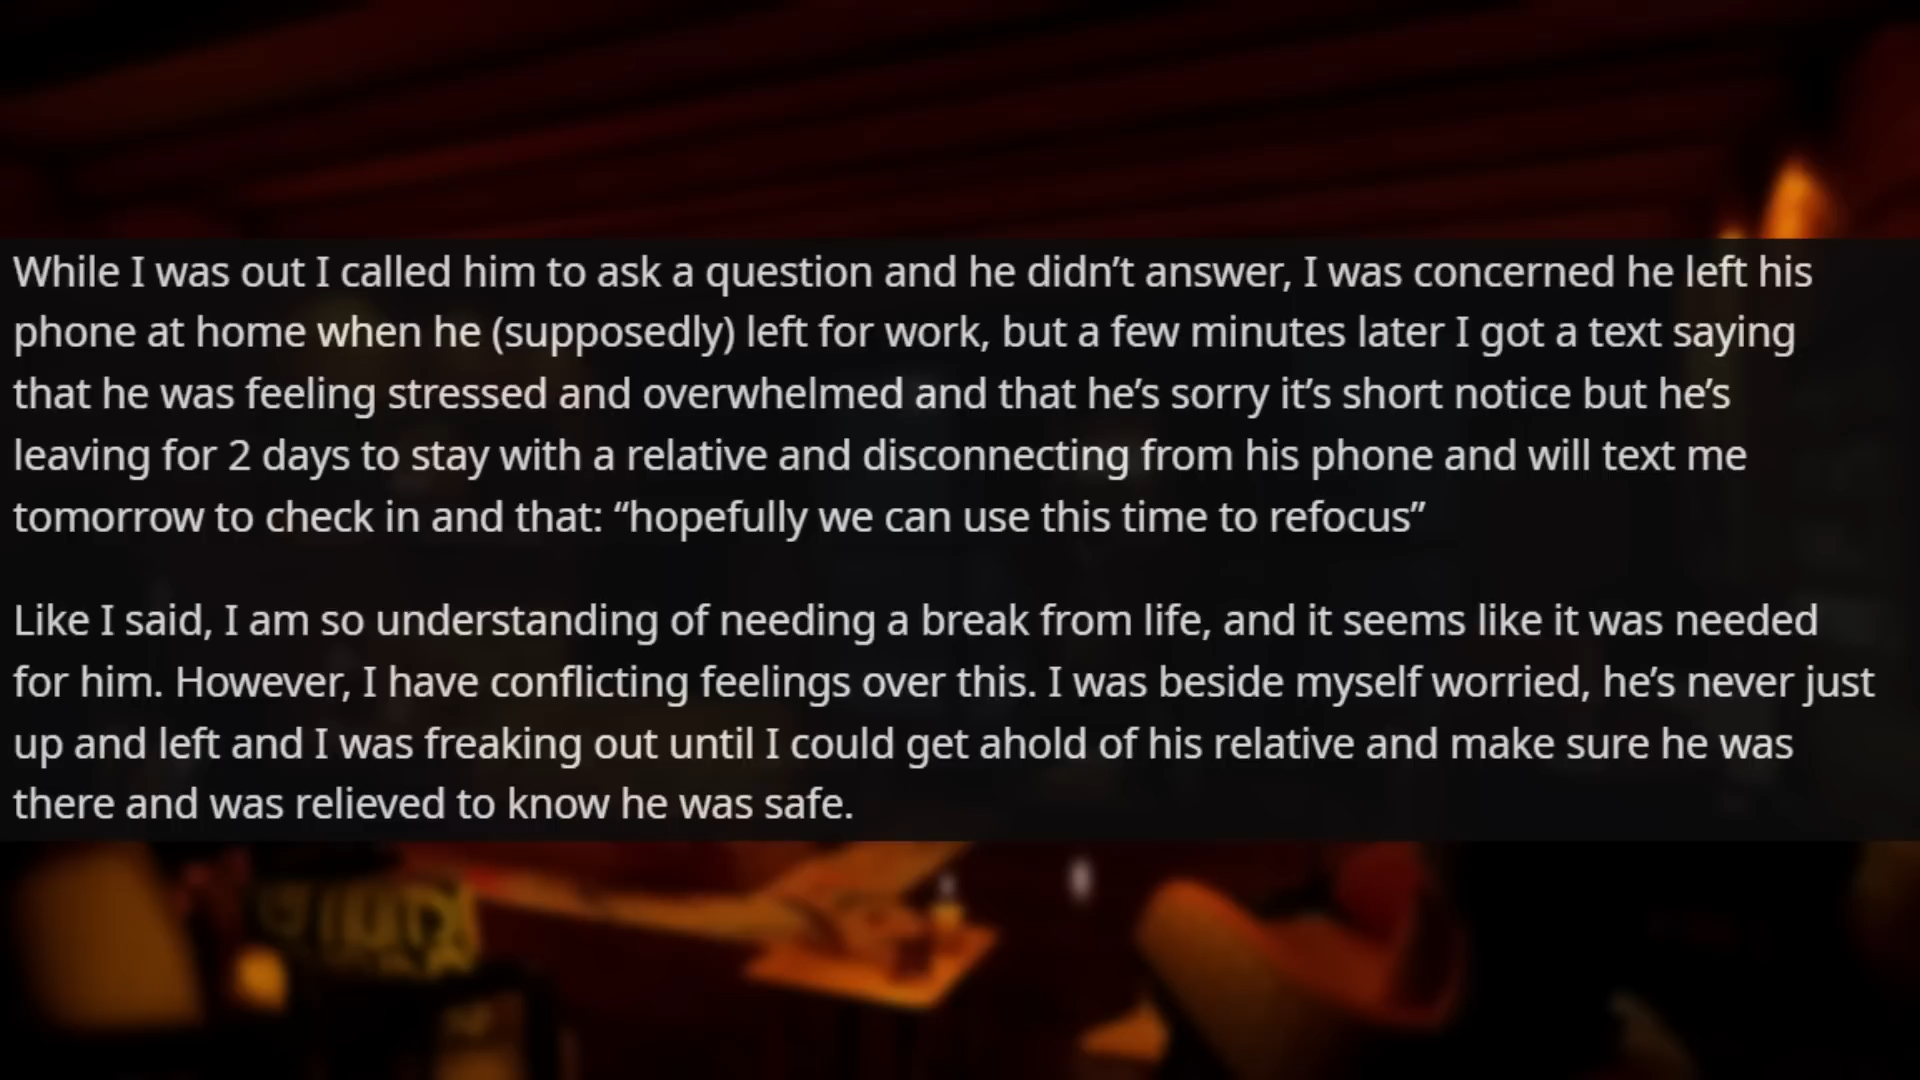 While I was out I called him to ask a question and he didn’t answer, I was concerned he left his
phone at home when he (supposedly) left for work, but a few minutes later I got a text saying
that he was feeling stressed and overwhelmed and that he’s sorry it’s short notice but he’s
leaving for 2 days to stay with a relative and disconnecting from his phone and will text me
tomorrow to check in and that: “hopefully we can use this time to refocus”
Like I said, I am so understanding of needing a break from life, and it seems like it was needed
for him. However, I have conflicting feelings over this. I was beside myself worried, he’s never just
up and left and I was freaking out until I could get ahold of his relative and make sure he was
there and was relieved to know he was safe.